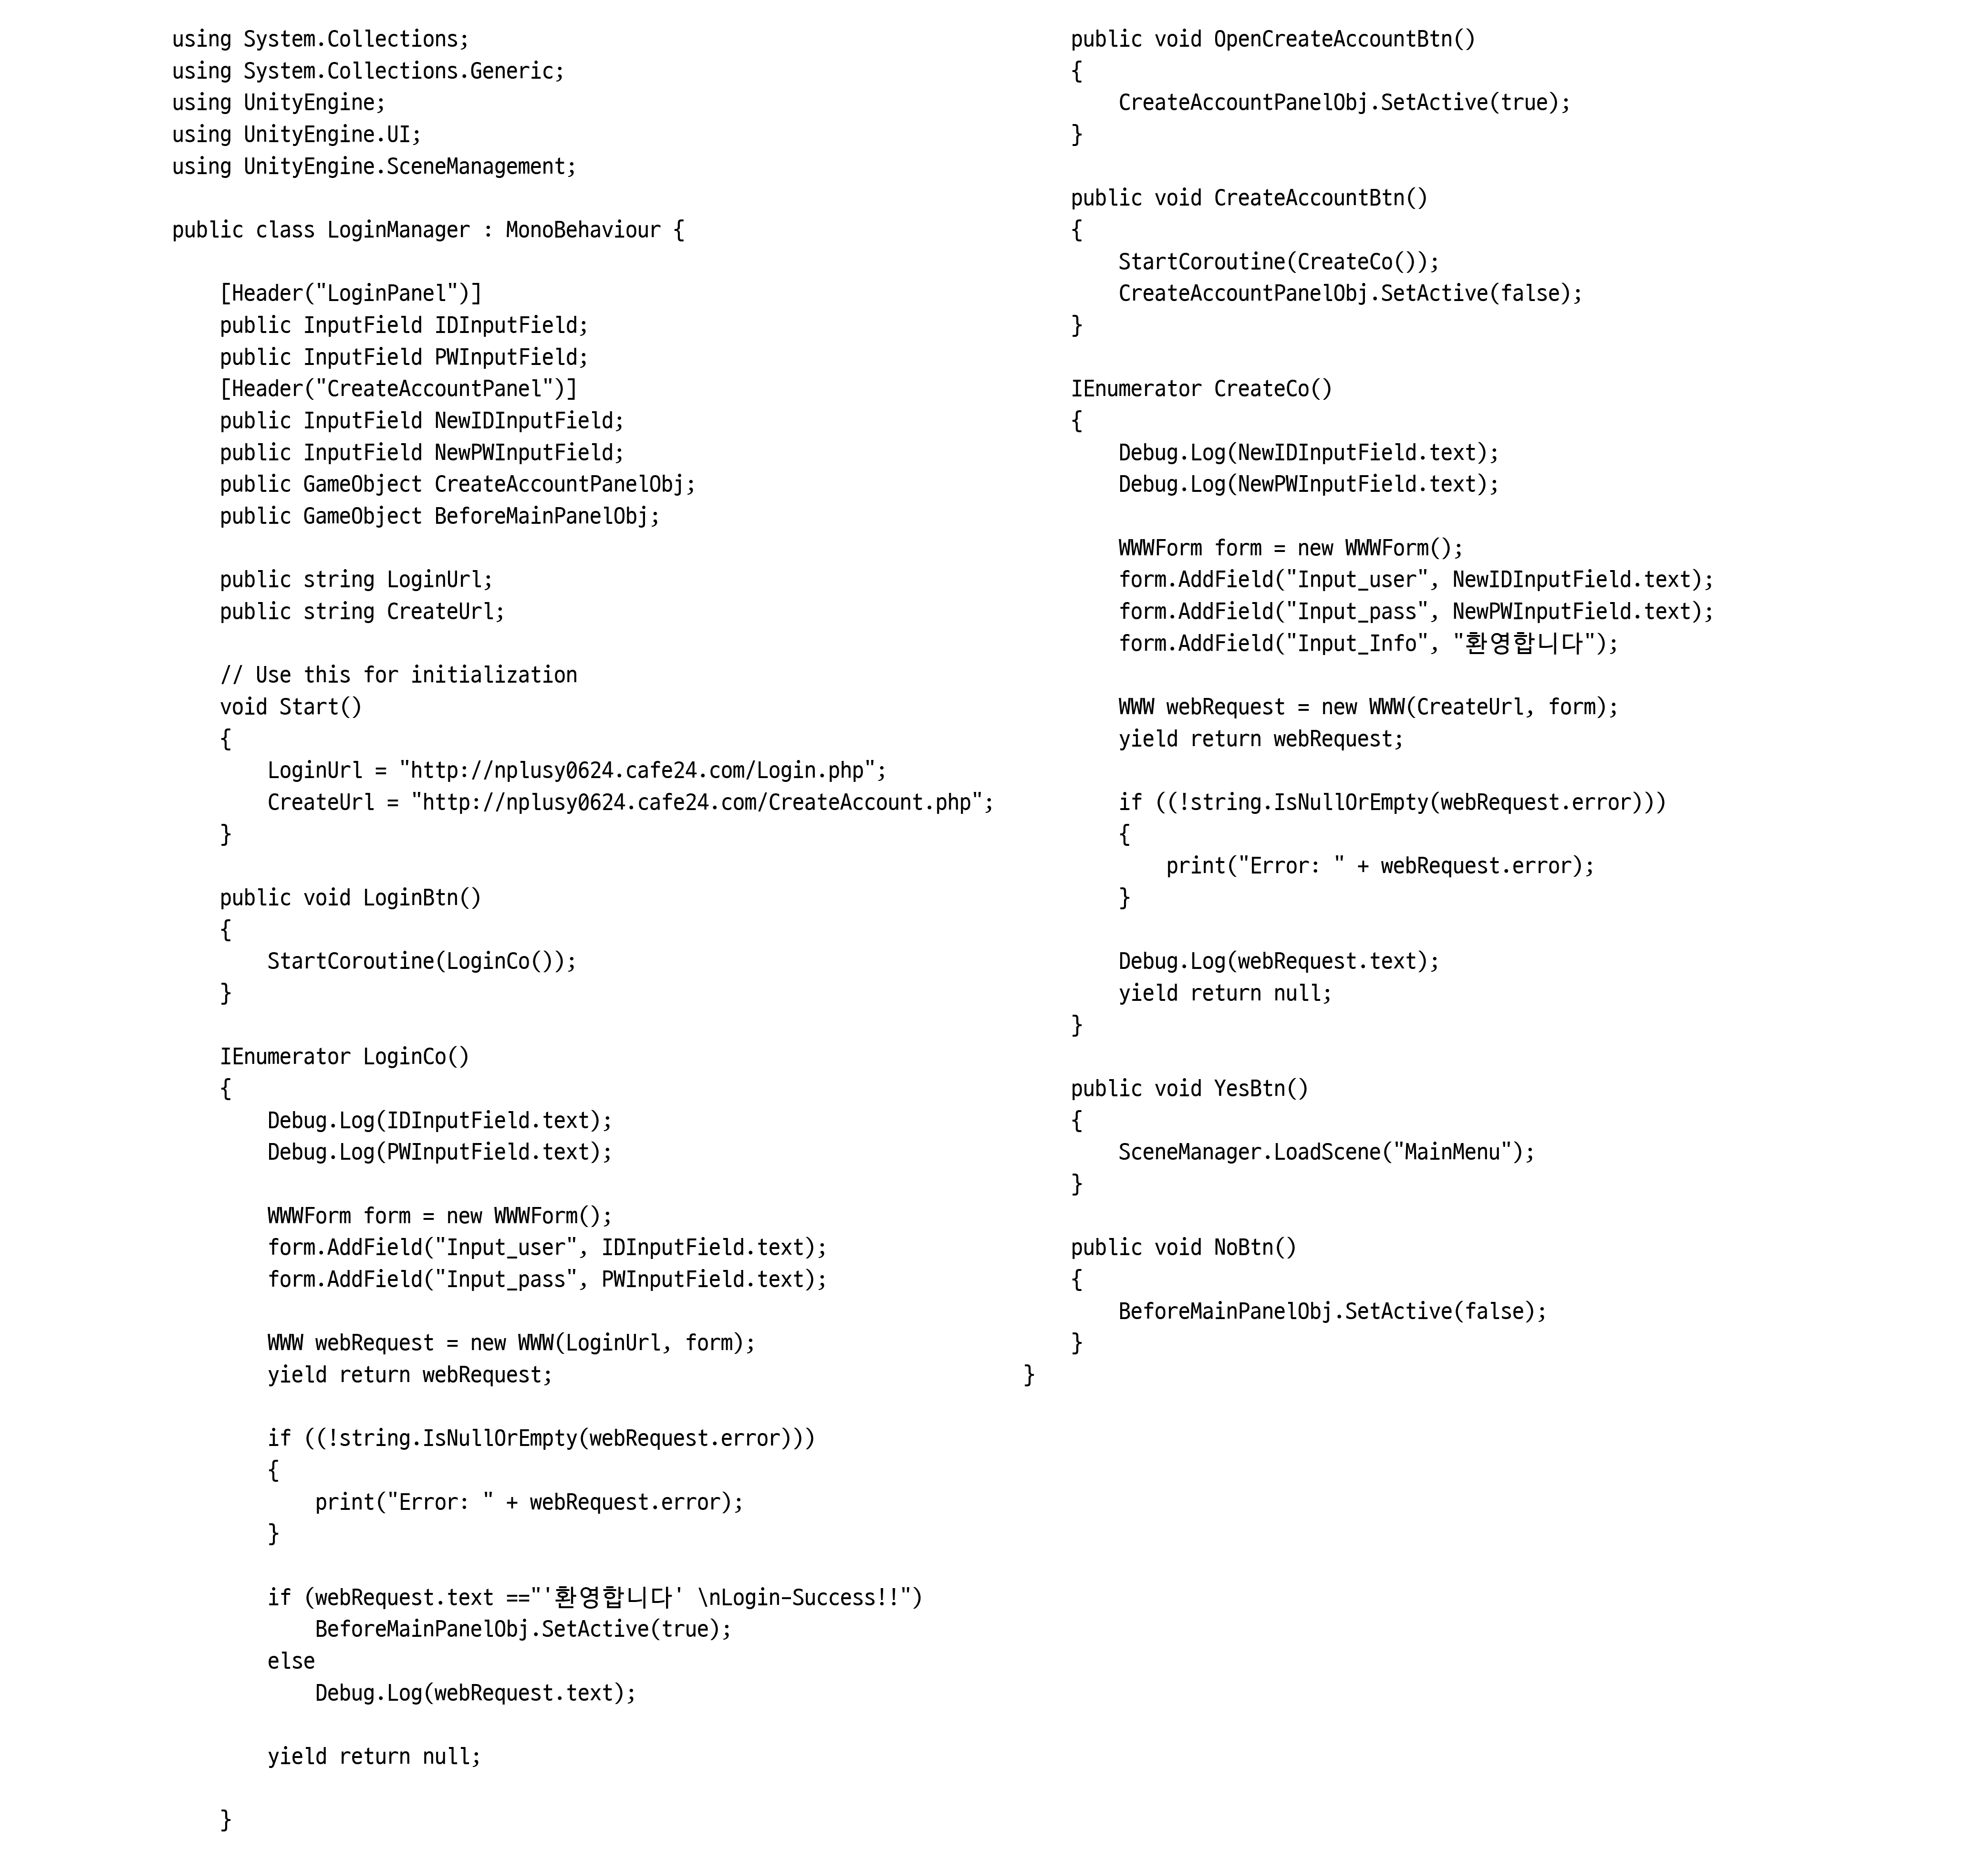 using System.Collections;
using System.Collections.Generic;
using UnityEngine;
using UnityEngine.UI;
using UnityEngine.SceneManagement;

public class LoginManager : MonoBehaviour {

    [Header("LoginPanel")]
    public InputField IDInputField;
    public InputField PWInputField;
    [Header("CreateAccountPanel")]
    public InputField NewIDInputField;
    public InputField NewPWInputField;
    public GameObject CreateAccountPanelObj;
    public GameObject BeforeMainPanelObj;

    public string LoginUrl;
    public string CreateUrl;

    // Use this for initialization
    void Start()
    {
        LoginUrl = "http://nplusy0624.cafe24.com/Login.php";
        CreateUrl = "http://nplusy0624.cafe24.com/CreateAccount.php";
    }

    public void LoginBtn()
    {
        StartCoroutine(LoginCo());
    }

    IEnumerator LoginCo()
    {
        Debug.Log(IDInputField.text);
        Debug.Log(PWInputField.text);

        WWWForm form = new WWWForm();
        form.AddField("Input_user", IDInputField.text);
        form.AddField("Input_pass", PWInputField.text);

        WWW webRequest = new WWW(LoginUrl, form);
        yield return webRequest;

        if ((!string.IsNullOrEmpty(webRequest.error)))
        {
            print("Error: " + webRequest.error);
        }

        if (webRequest.text =="'환영합니다' \nLogin-Success!!")
            BeforeMainPanelObj.SetActive(true);
        else
            Debug.Log(webRequest.text);

        yield return null;

    }

    public void OpenCreateAccountBtn()
    {
        CreateAccountPanelObj.SetActive(true);
    }

    public void CreateAccountBtn()
    {
        StartCoroutine(CreateCo());
        CreateAccountPanelObj.SetActive(false);
    }

    IEnumerator CreateCo()
    {
        Debug.Log(NewIDInputField.text);
        Debug.Log(NewPWInputField.text);

        WWWForm form = new WWWForm();
        form.AddField("Input_user", NewIDInputField.text);
        form.AddField("Input_pass", NewPWInputField.text);
        form.AddField("Input_Info", "환영합니다");

        WWW webRequest = new WWW(CreateUrl, form);
        yield return webRequest;

        if ((!string.IsNullOrEmpty(webRequest.error)))
        {
            print("Error: " + webRequest.error);
        }

        Debug.Log(webRequest.text);
        yield return null;
    }

    public void YesBtn()
    {
        SceneManager.LoadScene("MainMenu");
    }

    public void NoBtn()
    {
        BeforeMainPanelObj.SetActive(false);
    }
}